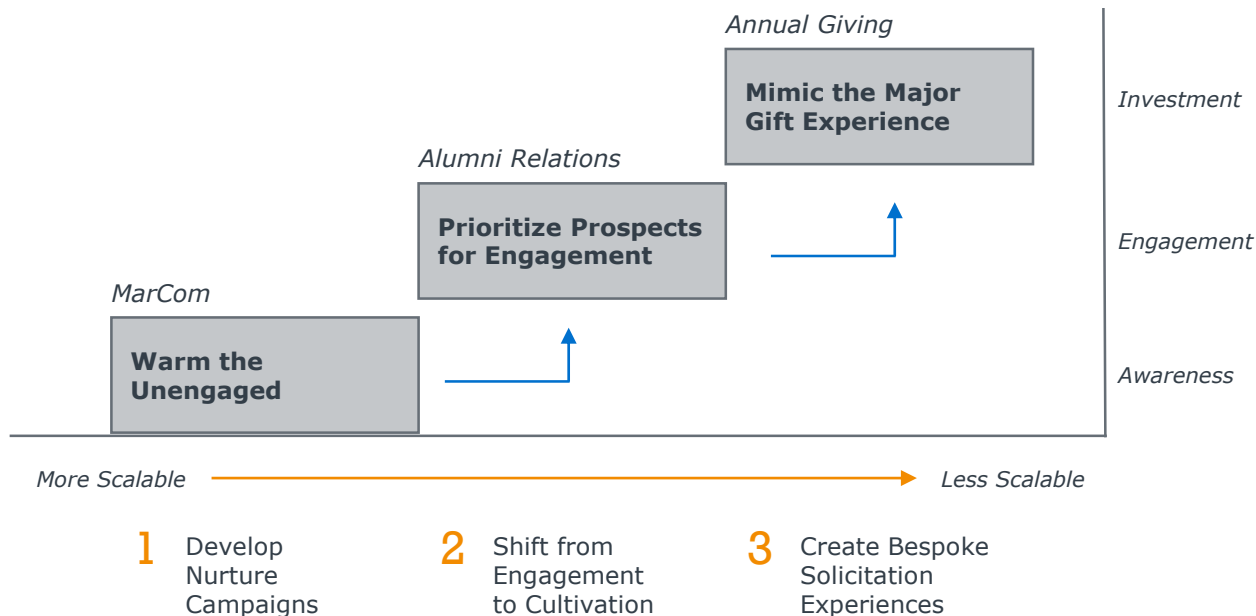 Annual Giving
Mimic the Major
Gift Experience
Investment
Alumni Relations
Prioritize Prospects
for Engagement
Engagement
MarCom
Warm the
Unengaged
Awareness
More Scalable
Less Scalable
1 Develop
Nurture
Campaigns
2 Shift from
Engagement
to Cultivation
3 Create Bespoke
Solicitation
Experiences